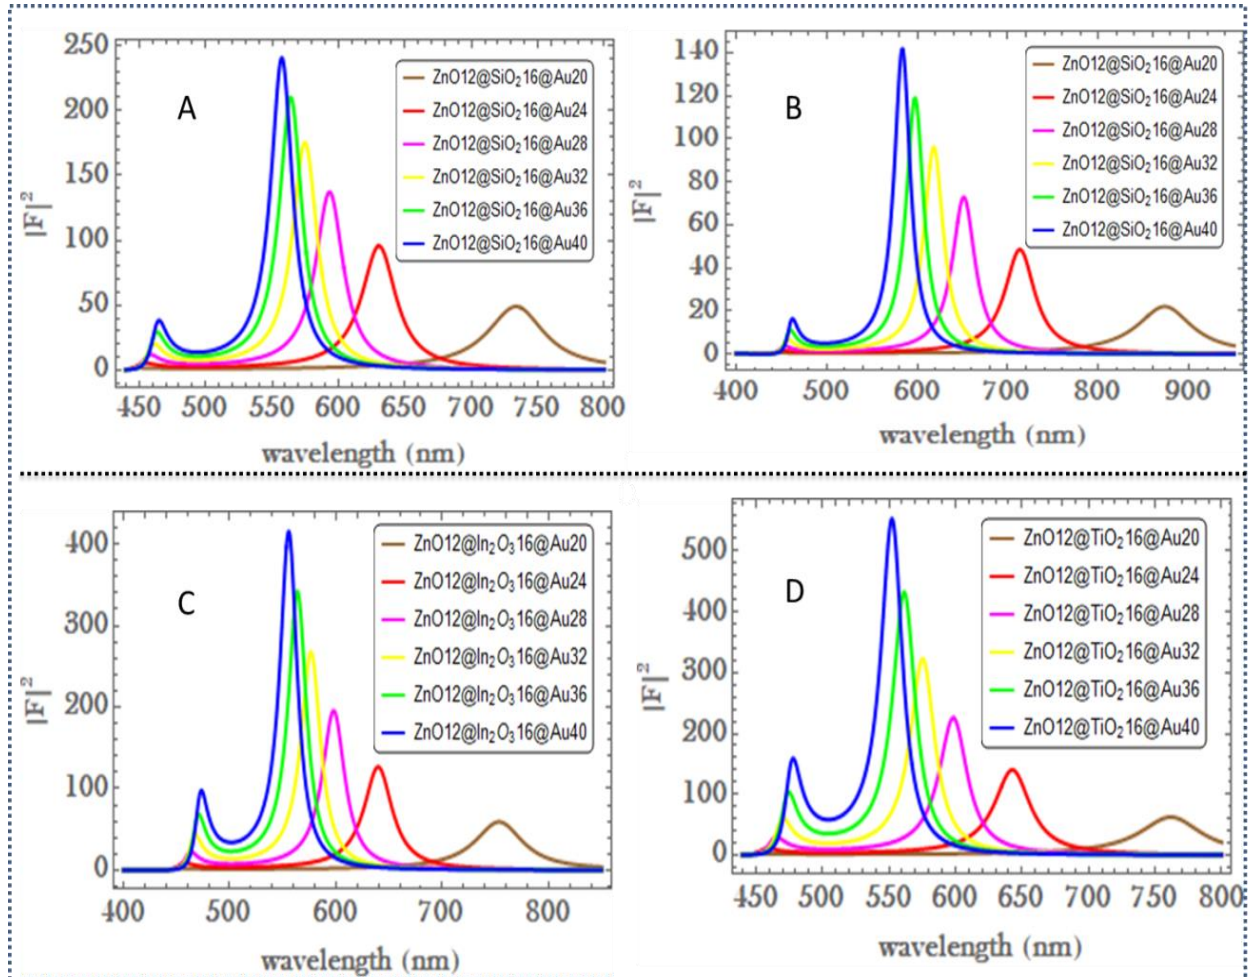 A
|F|²
250
200
150
100
50
0
450 500 550 600 650 700 750 800
wavelength (nm)
ZnO12@SiO₂16@Au20
ZnO12@SiO₂16@Au24
ZnO12@SiO₂16@Au28
ZnO12@SiO₂16@Au32
ZnO12@SiO₂16@Au36
ZnO12@SiO₂16@Au40
B
|F|²
140
120
100
80
60
40
20
0
400 500 600 700 800 900
wavelength (nm)
ZnO12@SiO₂16@Au20
ZnO12@SiO₂16@Au24
ZnO12@SiO₂16@Au28
ZnO12@SiO₂16@Au32
ZnO12@SiO₂16@Au36
ZnO12@SiO₂16@Au40
C
|F|²
400
300
200
100
0
400 500 600 700 800
wavelength (nm)
ZnO12@In₂O₃16@Au20
ZnO12@In₂O₃16@Au24
ZnO12@In₂O₃16@Au28
ZnO12@In₂O₃16@Au32
ZnO12@In₂O₃16@Au36
ZnO12@In₂O₃16@Au40
D
|F|²
500
400
300
200
100
0
450 500 550 600 650 700 750 800
wavelength (nm)
ZnO12@TiO₂16@Au20
ZnO12@TiO₂16@Au24
ZnO12@TiO₂16@Au28
ZnO12@TiO₂16@Au32
ZnO12@TiO₂16@Au36
ZnO12@TiO₂16@Au40